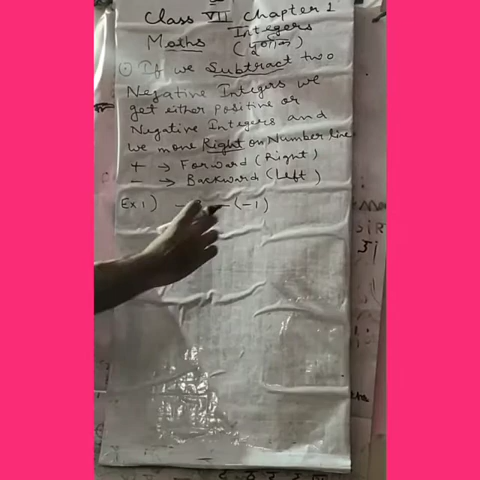 Class VII Chapter 1
Maths Integers
(पूर्णांक)
If we Subtract two
Negative Integers we
get either positive or
Negative Integers and
we move Right on Number line
+ → Forward (Right)
- → Backward (Left)
Ex 1) - - (-1)